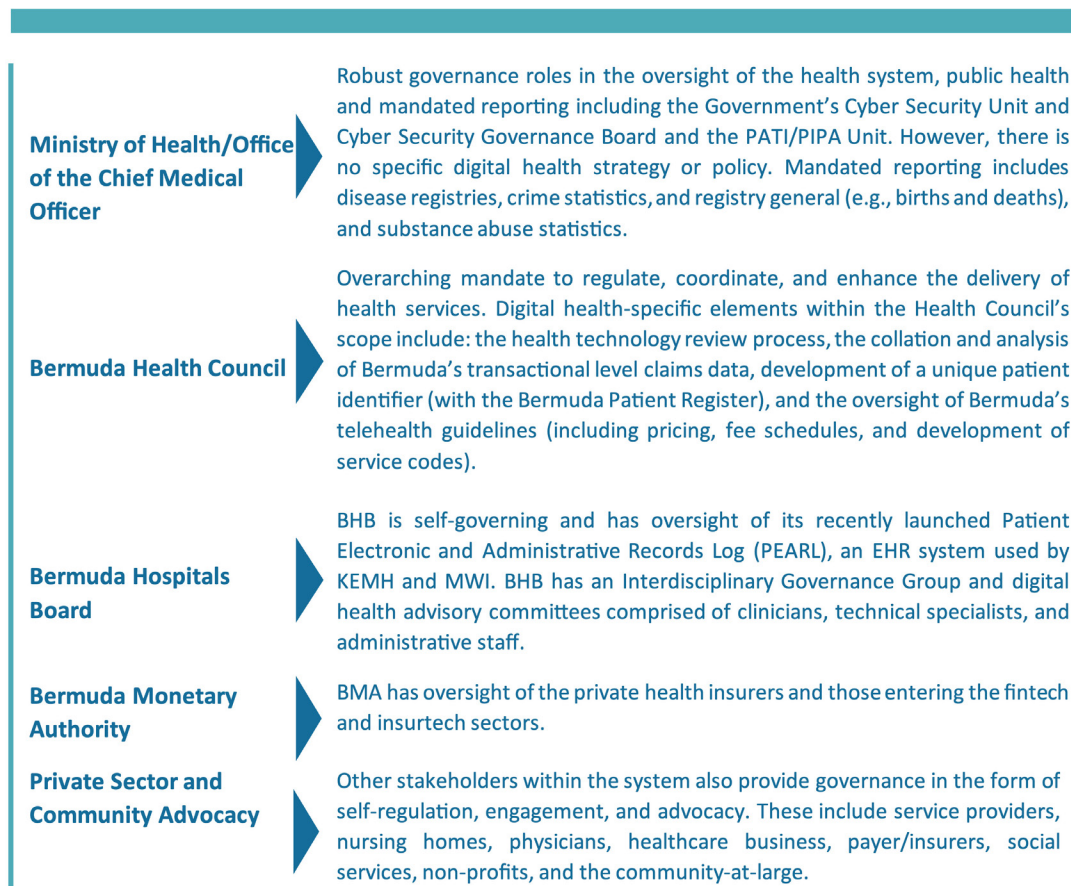 Ministry of Health/Office
of the Chief Medical
Officer
Robust governance roles in the oversight of the health system, public health
and mandated reporting including the Government’s Cyber Security Unit and
Cyber Security Governance Board and the PATI/PIPA Unit. However, there is
no specific digital health strategy or policy. Mandated reporting includes
disease registries, crime statistics, and registry general (e.g., births and deaths),
and substance abuse statistics.
Bermuda Health Council
Overarching mandate to regulate, coordinate, and enhance the delivery of
health services. Digital health-specific elements within the Health Council’s
scope include: the health technology review process, the collation and analysis
of Bermuda’s transactional level claims data, development of a unique patient
identifier (with the Bermuda Patient Register), and the oversight of Bermuda’s
telehealth guidelines (including pricing, fee schedules, and development of
service codes).
Bermuda Hospitals
Board
BHB is self-governing and has oversight of its recently launched Patient
Electronic and Administrative Records Log (PEARL), an EHR system used by
KEMH and MWI. BHB has an Interdisciplinary Governance Group and digital
health advisory committees comprised of clinicians, technical specialists, and
administrative staff.
Bermuda Monetary
Authority
BMA has oversight of the private health insurers and those entering the fintech
and insurtech sectors.
Private Sector and
Community Advocacy
Other stakeholders within the system also provide governance in the form of
self-regulation, engagement, and advocacy. These include service providers,
nursing homes, physicians, healthcare business, payer/insurers, social
services, non-profits, and the community-at-large.